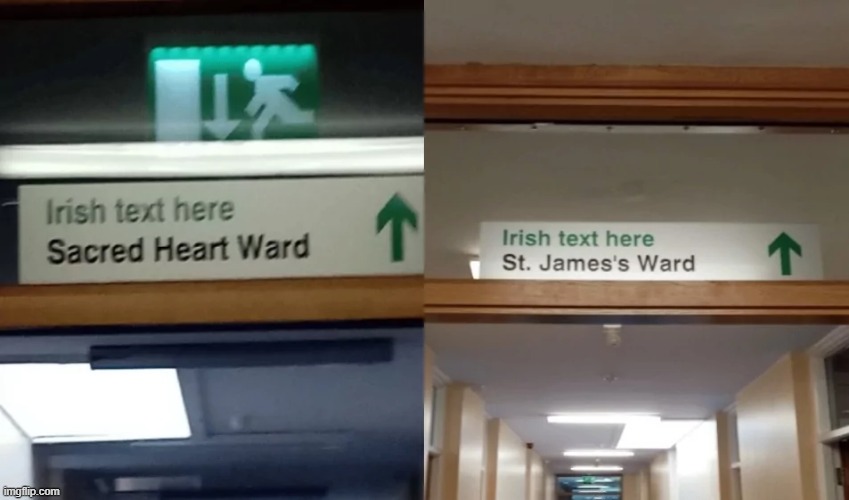 Irish text here
Sacred Heart Ward
Irish text here
St. James's Ward
imgflip.com